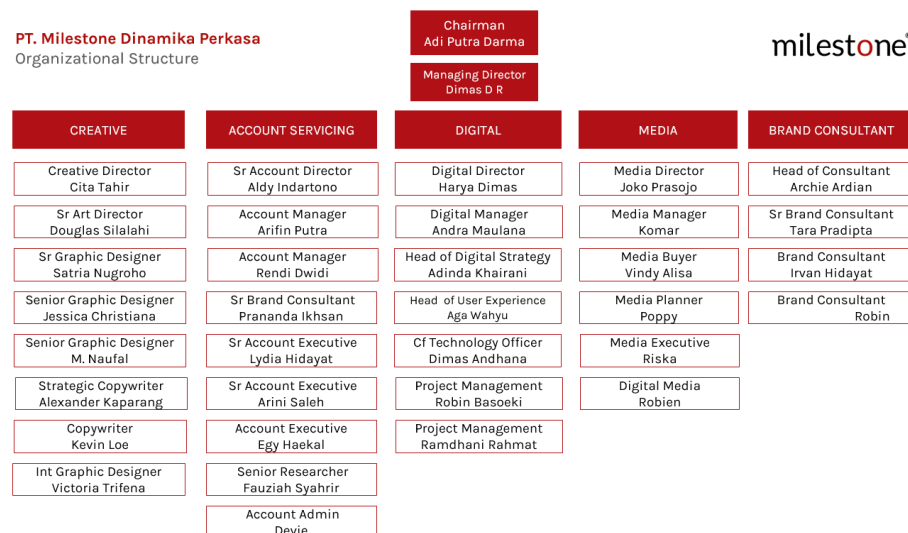 PT. Milestone Dinamika Perkasa
Organizational Structure
Chairman
Adi Putra Darma
Managing Director
Dimas D R
milestone
CREATIVE
Creative Director
Cita Tahir
Sr Art Director
Douglas Silalahi
Sr Graphic Designer
Satria Nugroho
Senior Graphic Designer
Jessica Christiana
Senior Graphic Designer
M. Naufal
Strategic Copywriter
Alexander Kaparang
Copywriter
Kevin Loe
Int Graphic Designer
Victoria Trifena
ACCOUNT SERVICING
Sr Account Director
Aldy Indartono
Account Manager
Arifin Putra
Account Manager
Rendi Dwidi
Sr Brand Consultant
Prananda Ikhsan
Sr Account Executive
Lydia Hidayat
Sr Account Executive
Arini Saleh
Account Executive
Egy Haekal
Senior Researcher
Fauziah Syahrir
Account Admin
Devie
DIGITAL
Digital Director
Harya Dimas
Digital Manager
Andra Maulana
Head of Digital Strategy
Adinda Khairani
Head of User Experience
Aga Wahyu
Cf Technology Officer
Dimas Andhana
Project Management
Robin Basoeki
Project Management
Ramdhani Rahmat
MEDIA
Media Director
Joko Prasojo
Media Manager
Komar
Media Buyer
Vindy Alisa
Media Planner
Poppy
Media Executive
Riska
Digital Media
Robien
BRAND CONSULTANT
Head of Consultant
Archie Ardian
Sr Brand Consultant
Tara Pradipta
Brand Consultant
Irvan Hidayat
Brand Consultant
Robin